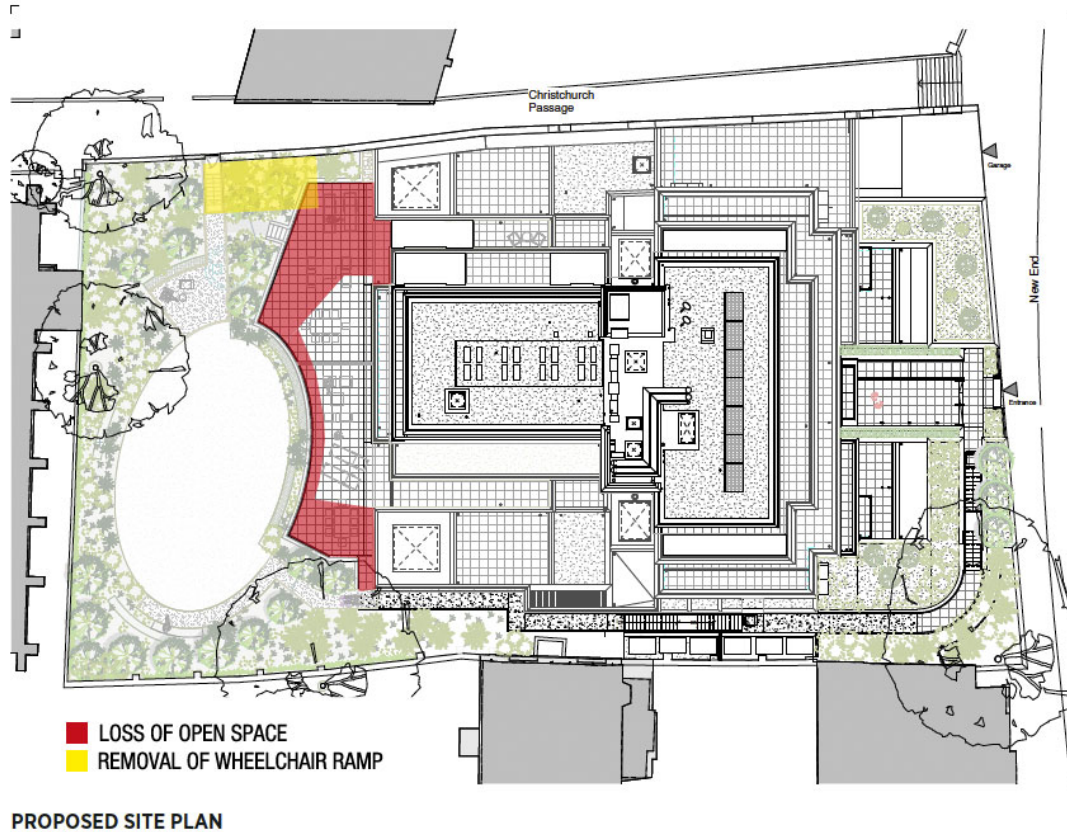 Christchurch
Passage
Garage
New End
Entrance
LOSS OF OPEN SPACE
REMOVAL OF WHEELCHAIR RAMP
PROPOSED SITE PLAN